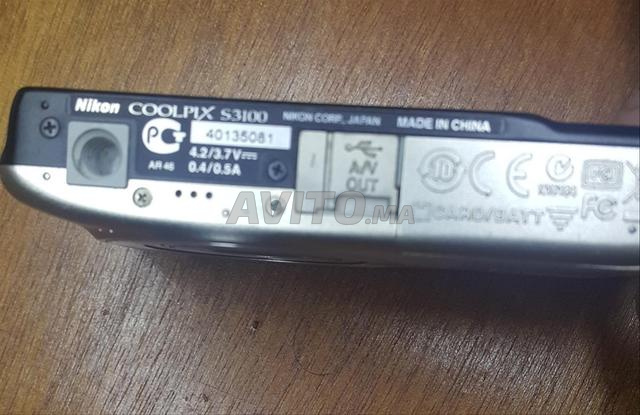 Nikon COOLPIX S3100 NIKON CORP., JAPAN MADE IN CHINA
40135081
4.2/3.7V⎓
0.4/0.5A
AR 46
A/V
OUT
CE
CARD/BATT
FC
AVITO.ma